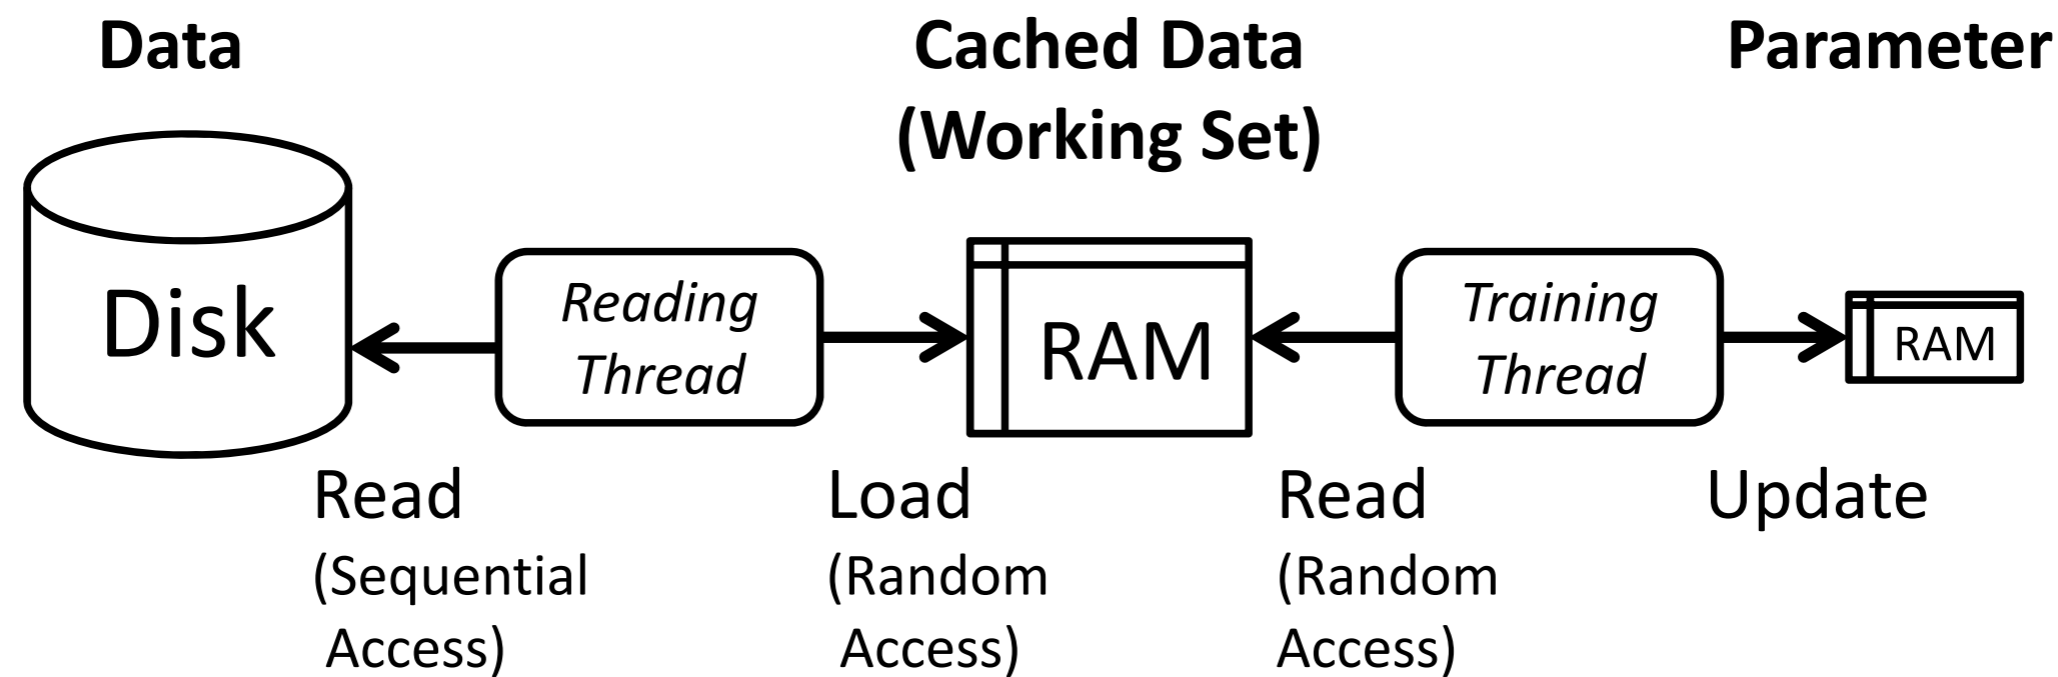 Data
Cached Data
(Working Set)
Parameter
Disk
Reading
Thread
RAM
Training
Thread
RAM
Read
(Sequential
Access)
Load
(Random
Access)
Read
(Random
Access)
Update